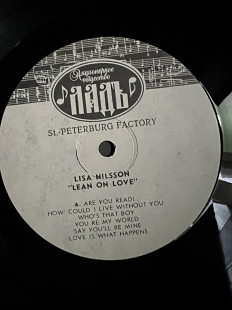 Акционерное
общество
ЛАДЪ
St.-PETERBURG FACTORY
LISA NILSSON
"LEAN ON LOVE"
A. ARE YOU READI
HOW' COULD I LIVE WITHOUT YOU
WHO'S THAT BOY
YOU RE MY WORLD
SAY YOU'LL BE MINE
LOVE IS WHAT HAPPENS